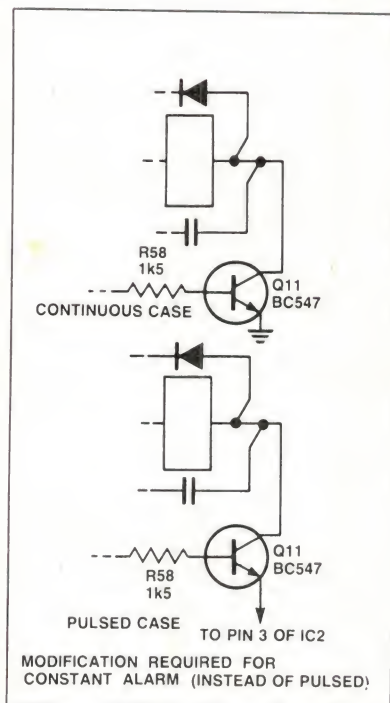 R58
1k5
Q11
BC547
CONTINUOUS CASE
Q11
BC547
R58
1k5
PULSED CASE
TO PIN 3 OF IC2
MODIFICATION REQUIRED FOR
CONSTANT ALARM (INSTEAD OF PULSED)